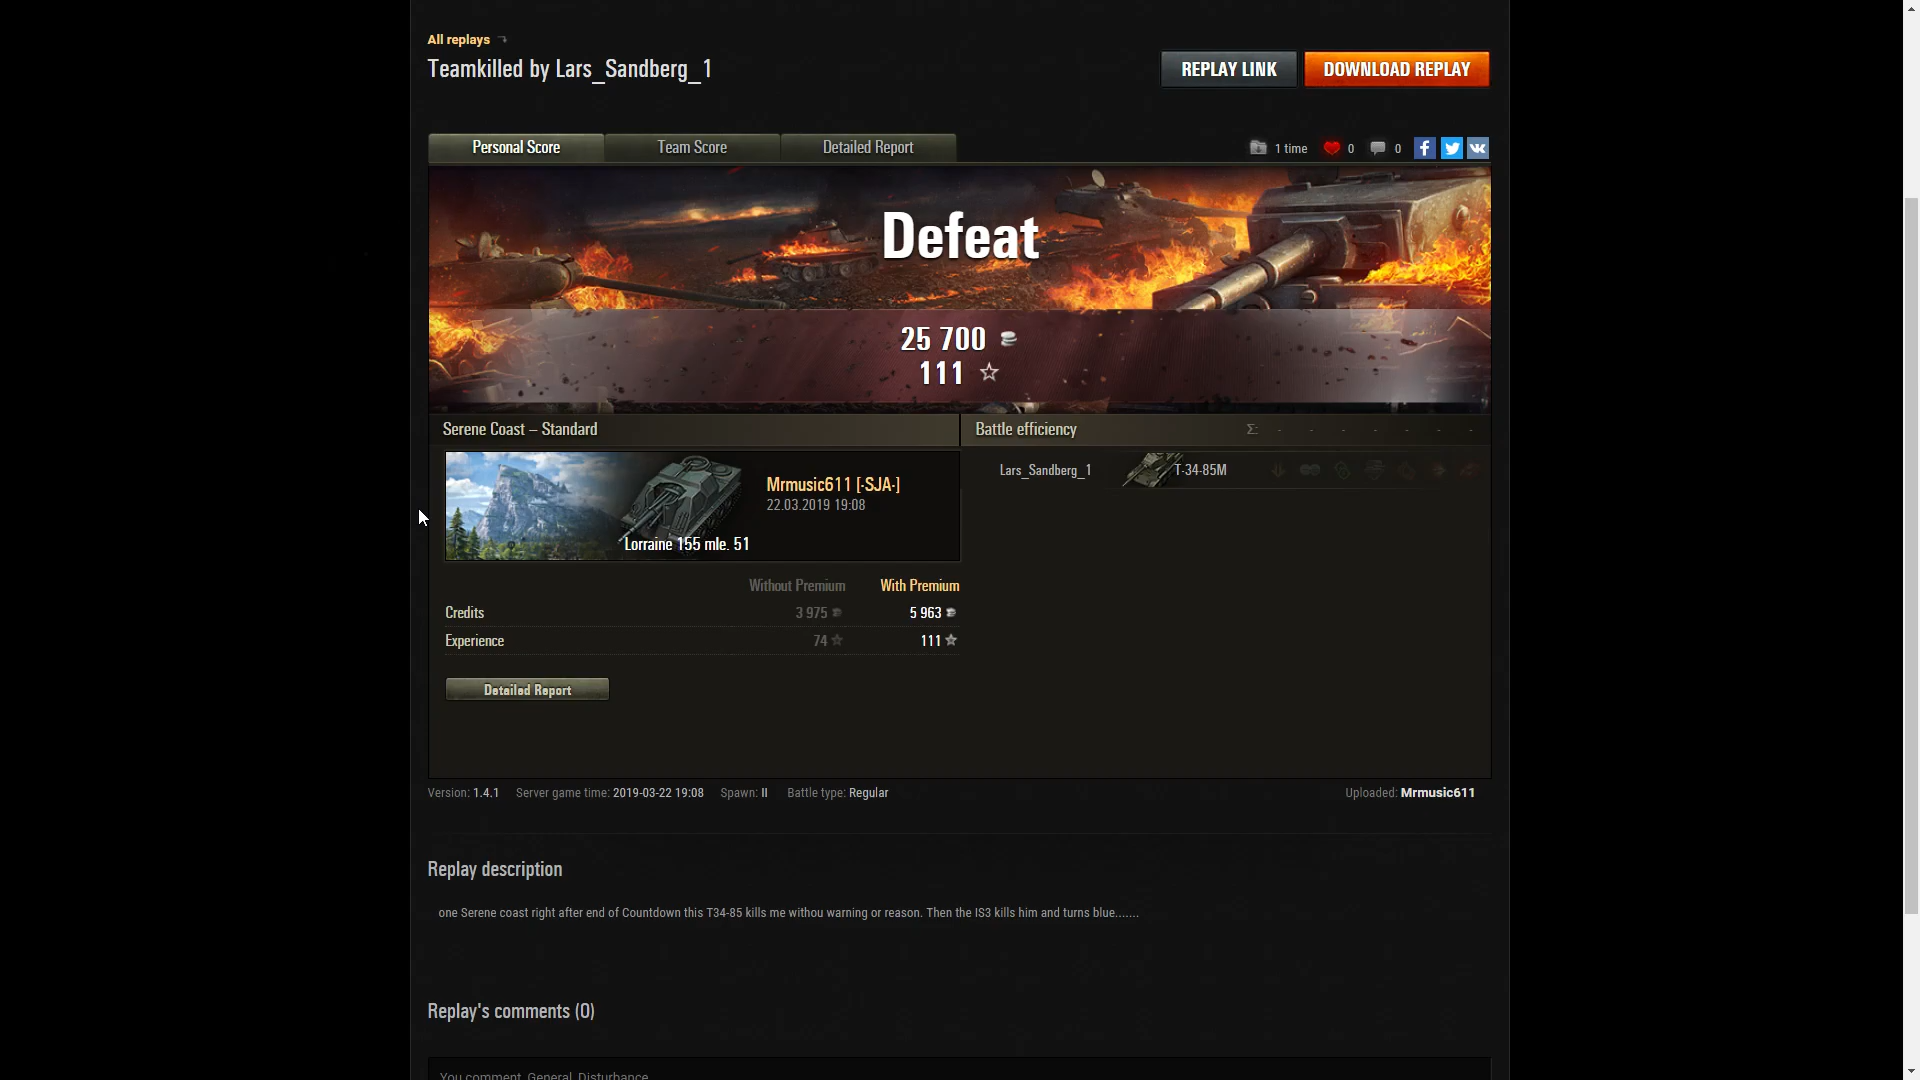 All replays
Teamkilled by Lars_Sandberg_1
REPLAY LINK
DOWNLOAD REPLAY
Personal Score
Team Score
Detailed Report
1 time
0
0
Defeat
25 700
111
Serene Coast – Standard
Battle efficiency
Σ: - - - - - - -
Mrmusic611 [-SJA-]
22.03.2019 19:08
Lorraine 155 mle. 51
Lars_Sandberg_1
T-34-85M
Without Premium With Premium
Credits 3 975 5 963
Experience 74 111
Detailed Report
Version: 1.4.1 Server game time: 2019-03-22 19:08 Spawn: II Battle type: Regular
Uploaded: Mrmusic611
Replay description
one Serene coast right after end of Countdown this T34-85 kills me withou warning or reason. Then the IS3 kills him and turns blue.......
Replay's comments (0)
You comment, General_Disturbance